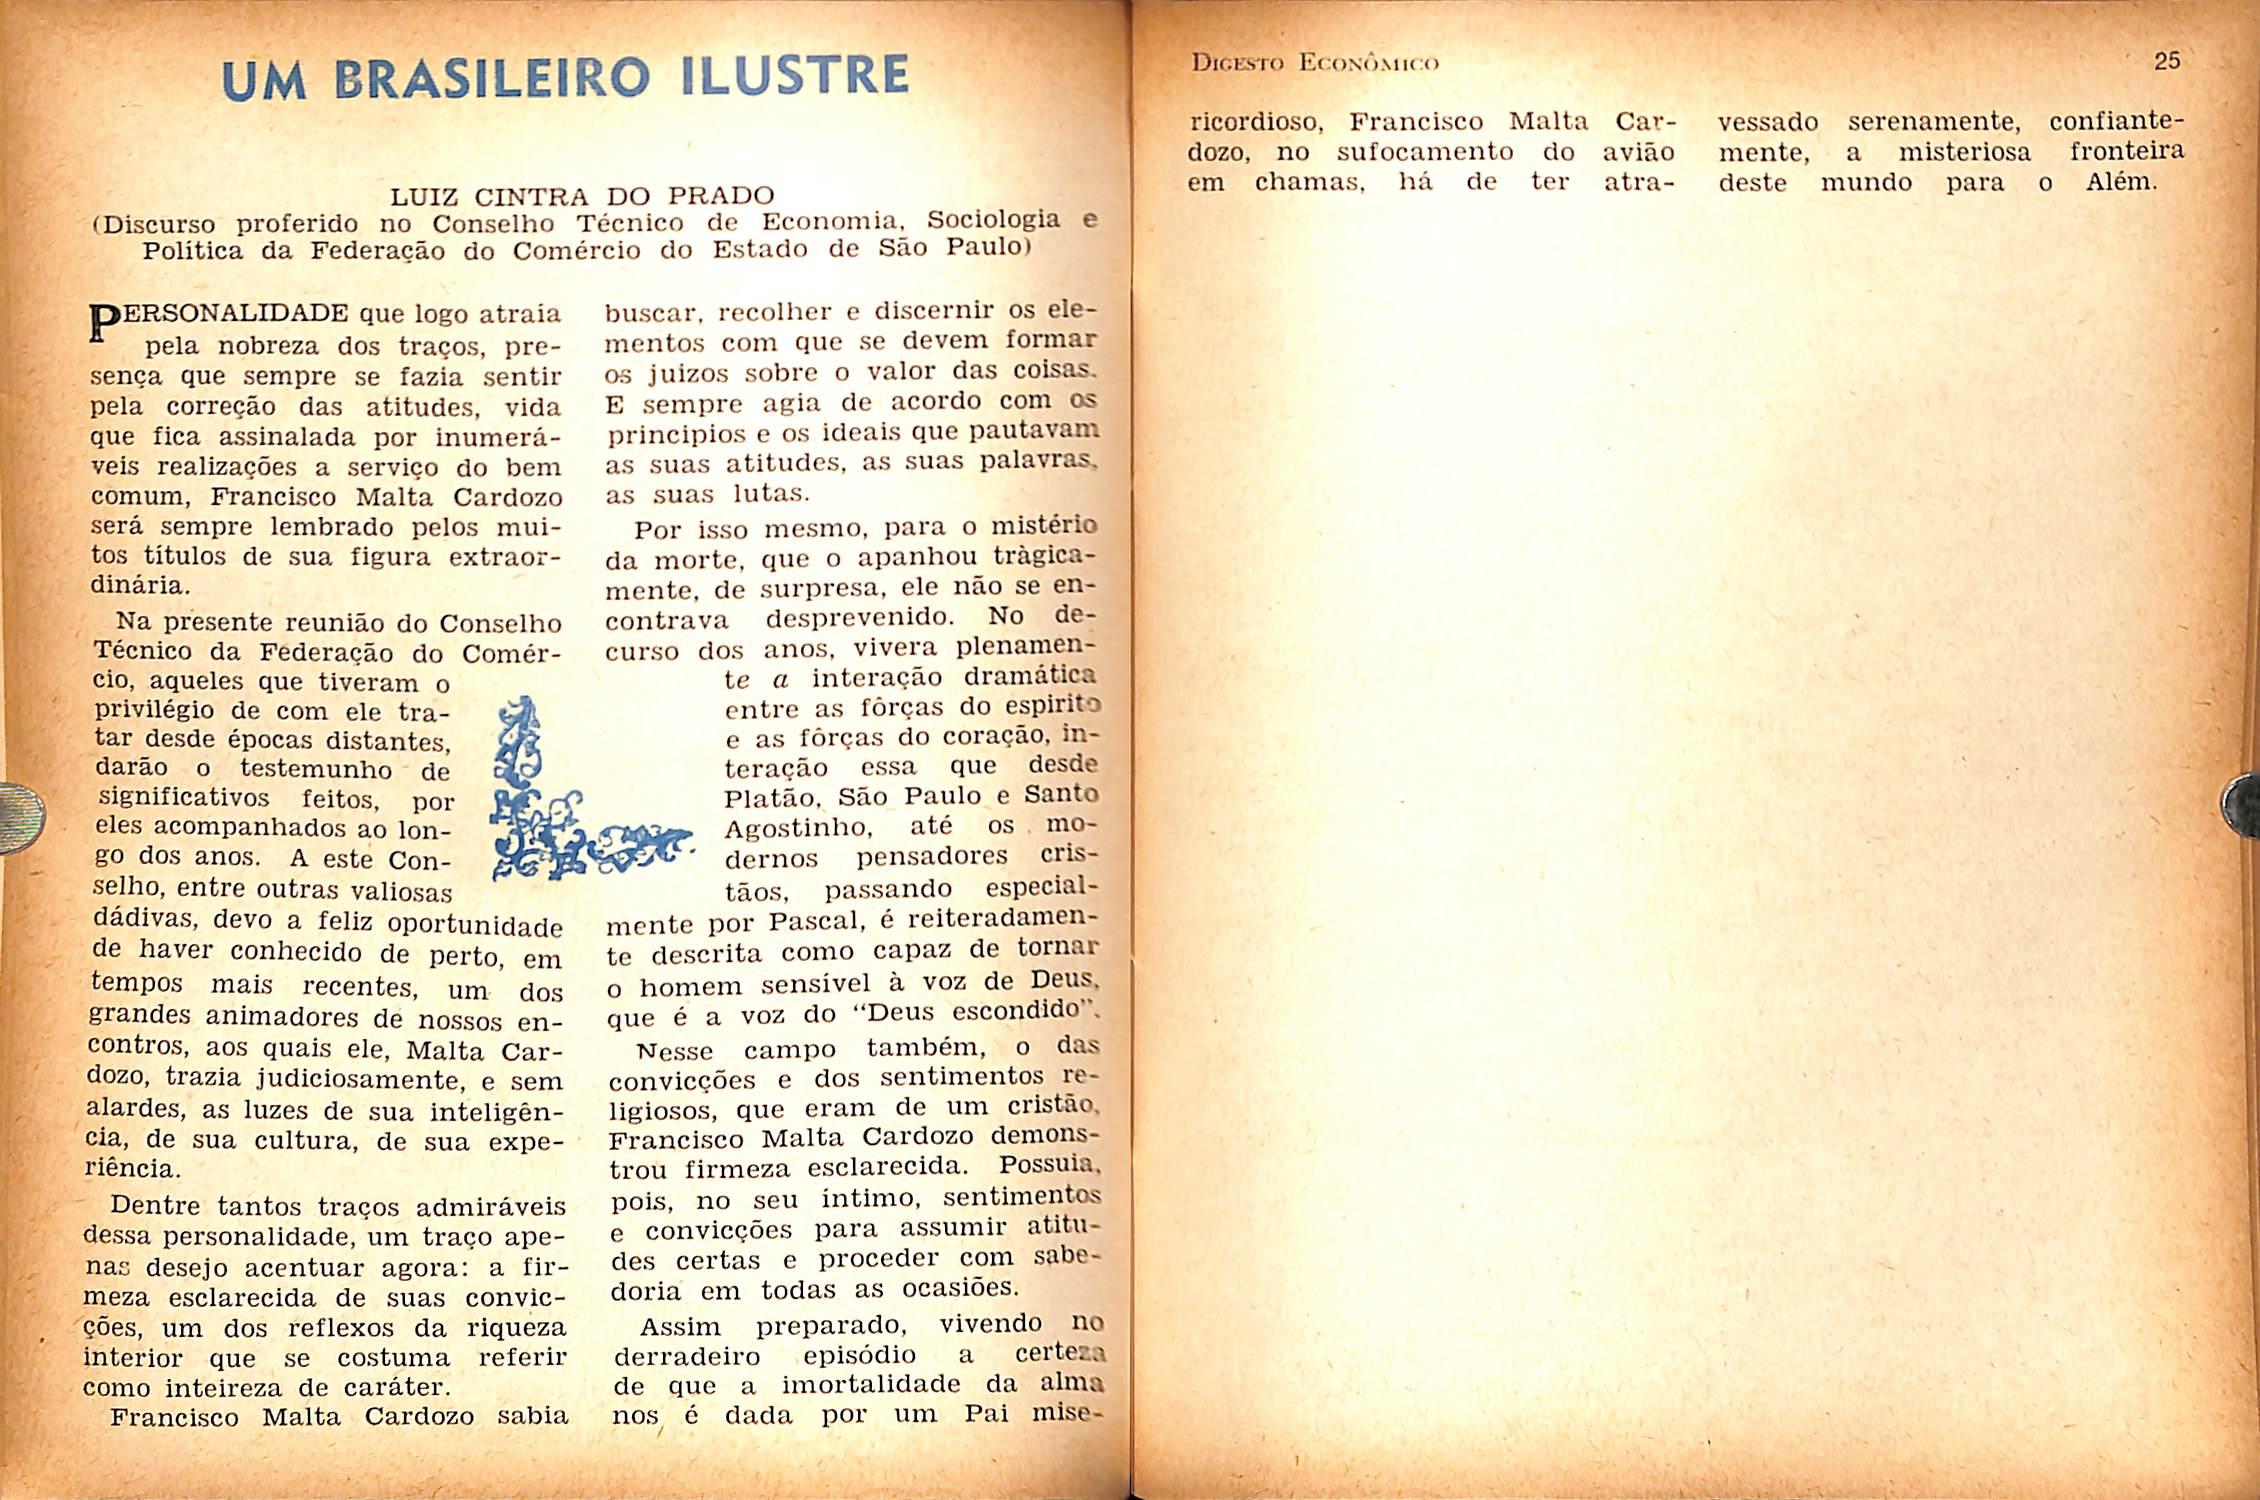 UM BRASILEIRO ILUSTRE
LUIZ CINTRA DO PRADO
(Discurso proferido no Conselho Técnico de Economia, Sociologia e
Política da Federação do Comércio do Estado de São Paulo)
PERSONALIDADE que logo atraía
pela nobreza dos traços, pre-
sença que sempre se fazia sentir
pela correção das atitudes, vida
que fica assinalada por inumerá-
veis realizações a serviço do bem
comum, Francisco Malta Cardozo
será sempre lembrado pelos mui-
tos títulos de sua figura extraor-
dinária.
Na presente reunião do Conselho
Técnico da Federação do Comér-
cio, aqueles que tiveram o
privilégio de com ele tra-
tar desde épocas distantes,
darão o testemunho de
significativos feitos, por
eles acompanhados ao lon-
go dos anos. A este Con-
selho, entre outras valiosas
dádivas, devo a feliz oportunidade
de haver conhecido de perto, em
tempos mais recentes, um dos
grandes animadores de nossos en-
contros, aos quais ele, Malta Car-
dozo, trazia judiciosamente, e sem
alardes, as luzes de sua inteligên-
cia, de sua cultura, de sua expe-
riência.
Dentre tantos traços admiráveis
dessa personalidade, um traço ape-
nas desejo acentuar agora: a fir-
meza esclarecida de suas convic-
ções, um dos reflexos da riqueza
interior que se costuma referir
como inteireza de caráter.
Francisco Malta Cardozo sabia
buscar, recolher e discernir os ele-
mentos com que se devem formar
os juizos sobre o valor das coisas.
E sempre agia de acordo com os
principios e os ideais que pautavam
as suas atitudes, as suas palavras,
as suas lutas.
Por isso mesmo, para o mistério
da morte, que o apanhou tràgica-
mente, de surpresa, ele não se en-
contrava desprevenido. No de-
curso dos anos, vivera plenamen-
te a interação dramática
entre as fôrças do espirito
e as fôrças do coração, in-
teração essa que desde
Platão, São Paulo e Santo
Agostinho, até os mo-
dernos pensadores cris-
tãos, passando especial-
mente por Pascal, é reiteradamen-
te descrita como capaz de tornar
o homem sensível à voz de Deus,
que é a voz do “Deus escondido”.
Nesse campo também, o das
convicções e dos sentimentos re-
ligiosos, que eram de um cristão,
Francisco Malta Cardozo demons-
trou firmeza esclarecida. Possuia,
pois, no seu íntimo, sentimentos
e convicções para assumir atitu-
des certas e proceder com sabe-
doria em todas as ocasiões.
Assim preparado, vivendo no
derradeiro episódio a certeza
de que a imortalidade da alma
nos é dada por um Pai mise-
DIGESTO ECONÔMICO 25
ricordioso, Francisco Malta Car-
dozo, no sufocamento do avião
em chamas, há de ter atra-
vessado serenamente, confiante-
mente, a misteriosa fronteira
deste mundo para o Além.